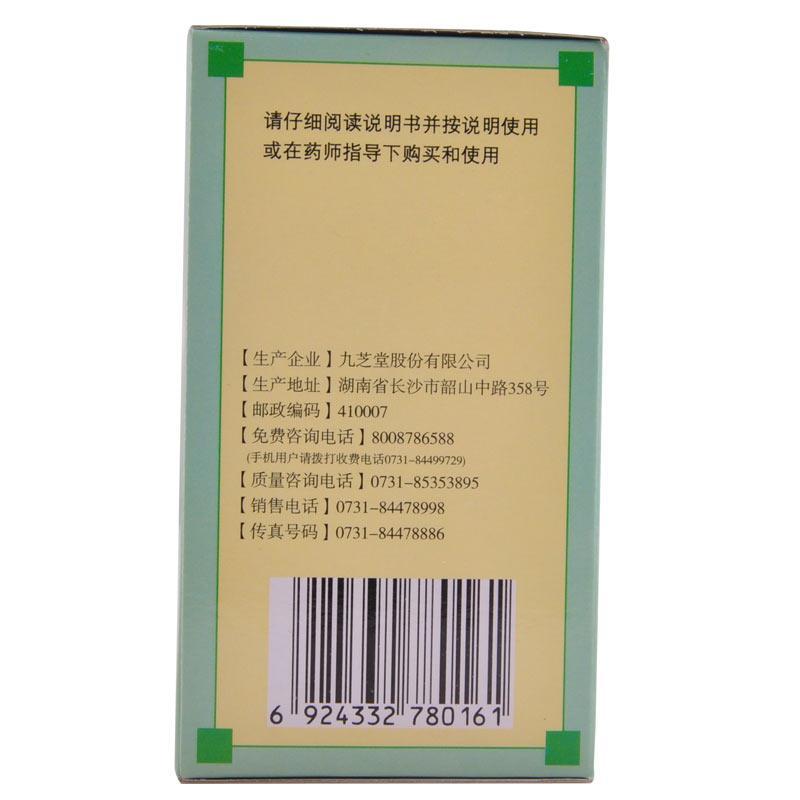 请仔细阅读说明书并按说明使用
或在药师指导下购买和使用
【生产企业】九芝堂股份有限公司
【生产地址】湖南省长沙市韶山中路358号
【邮政编码】410007
【免费咨询电话】8008786588
(手机用户请拨打收费电话0731-84499729)
【质量咨询电话】0731-85353895
【销售电话】0731-84478998
【传真号码】0731-84478886
6 924332 780161